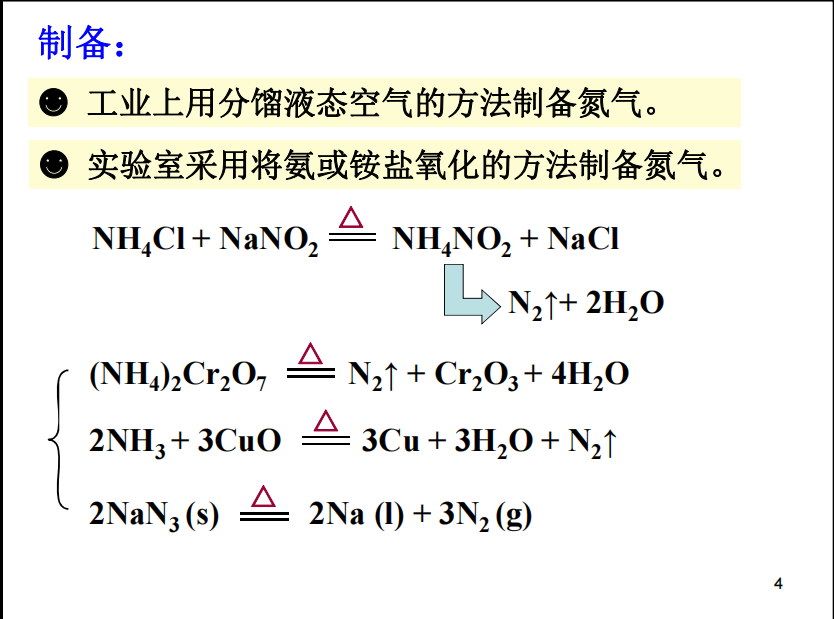 制备：
☻ 工业上用分馏液态空气的方法制备氮气。
☻ 实验室采用将氨或铵盐氧化的方法制备氮气。
NH₄Cl + NaNO₂ ≜ NH₄NO₂ + NaCl
N₂↑+ 2H₂O
(NH₄)₂Cr₂O₇ ≜ N₂↑ + Cr₂O₃ + 4H₂O
2NH₃ + 3CuO ≜ 3Cu + 3H₂O + N₂↑
2NaN₃ (s) ≜ 2Na (l) + 3N₂ (g)
4